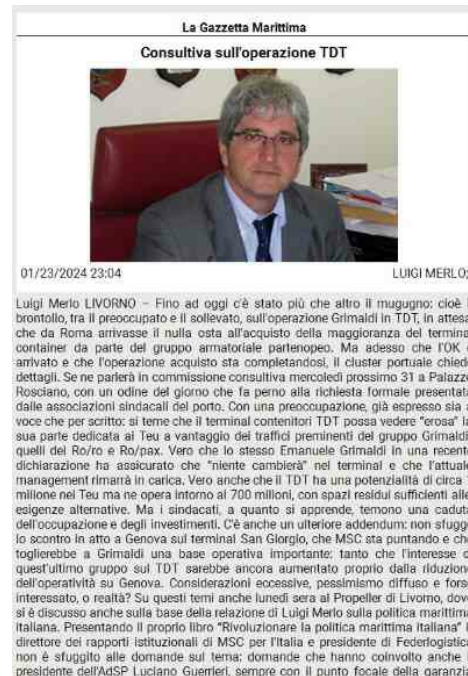 La Gazzetta Marittima
Consultiva sull'operazione TDT
01/23/2024 23:04
LUIGI MERLO;
Luigi Merlo LIVORNO – Fino ad oggi c'è stato più che altro il mugugno: cioè
brontolio, tra il preoccupato e il sollevato, sull'operazione Grimaldi in TDT, in attesa
che da Roma arrivasse il nulla osta all'acquisto della maggioranza del terminal
container da parte del gruppo armatoriale partenopeo. Ma adesso che l'OK
arrivato e che l'operazione acquisto sta completandosi, il cluster portuale chiede
dettagli. Se ne parlerà in commissione consultiva mercoledì prossimo 31 a Palazzo
Rosciano, con un odine del giorno che fa perno alla richiesta formale presentata
dalle associazioni sindacali del porto. Con una preoccupazione, già espresso sia
voce che per scritto: si teme che il terminal contenitori TDT possa vedere "erosa" la
sua parte dedicata ai Teu a vantaggio dei traffici preminenti del gruppo Grimaldi,
quelli del Ro/ro e Ro/pax. Vero che lo stesso Emanuele Grimaldi in una recente
dichiarazione ha assicurato che "niente cambierà" nel terminal e che l'attuale
management rimarrà in carica. Vero anche che il TDT ha una potenzialità di circa 1
milione nei Teu ma ne opera intorno ai 700 milioni, con spazi residui sufficienti alle
esigenze alternative. Ma i sindacati, a quanto si apprende, temono una caduta
dell'occupazione e degli investimenti. C'è anche un ulteriore addendum: non sfugge
lo scontro in atto a Genova sul terminal San Giorgio, che MSC sta puntando e che
toglierebbe a Grimaldi una base operativa importante: tanto che l'interesse di
quest'ultimo gruppo sul TDT sarebbe ancora aumentato proprio dalla riduzione
dell'operatività su Genova. Considerazioni eccessive, pessimismo diffuso e forse
interessato, o realtà? Su questi temi anche lunedì sera al Propeller di Livorno, dove
si è discusso anche sulla base della relazione di Luigi Merlo sulla politica marittima
italiana. Presentando il proprio libro "Rivoluzionare la politica marittima italiana"
direttore dei rapporti istituzionali di MSC per l'Italia e presidente di Federlogistica
non è sfuggito alle domande sul tema: domande che hanno coinvolto anche
presidente dell'AdSP Luciano Guerrieri, sempre con il punto focale della garanzia